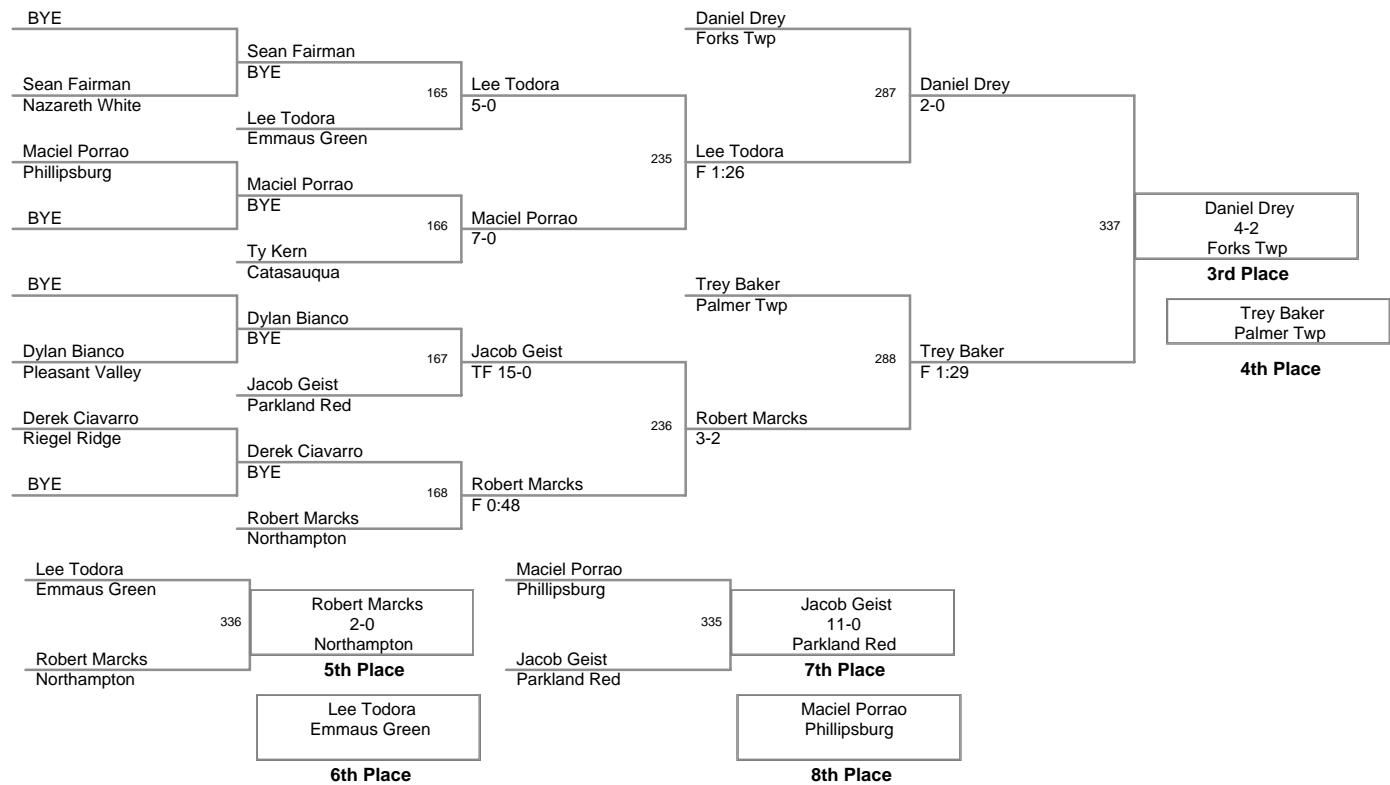 BYE
Sean Fairman
Nazareth White
Maciel Porrao
Phillipsburg
BYE
BYE
Dylan Bianco
Pleasant Valley
Derek Ciavarro
Riegel Ridge
BYE
Sean Fairman
BYE
165
Lee Todora
Emmaus Green
Maciel Porrao
BYE
166
Ty Kern
Catasauqua
Dylan Bianco
BYE
167
Jacob Geist
Parkland Red
Derek Ciavarro
BYE
168
Robert Marcks
Northampton
Lee Todora
5-0
235
Maciel Porrao
7-0
Jacob Geist
TF 15-0
236
Robert Marcks
F 0:48
Daniel Drey
Forks Twp
287
Lee Todora
F 1:26
Trey Baker
Palmer Twp
288
Robert Marcks
3-2
Daniel Drey
2-0
337
Trey Baker
F 1:29
Daniel Drey
4-2
Forks Twp
3rd Place
Trey Baker
Palmer Twp
4th Place
Lee Todora
Emmaus Green
336
Robert Marcks
Northampton
Robert Marcks
2-0
Northampton
5th Place
Lee Todora
Emmaus Green
6th Place
Maciel Porrao
Phillipsburg
335
Jacob Geist
Parkland Red
Jacob Geist
11-0
Parkland Red
7th Place
Maciel Porrao
Phillipsburg
8th Place